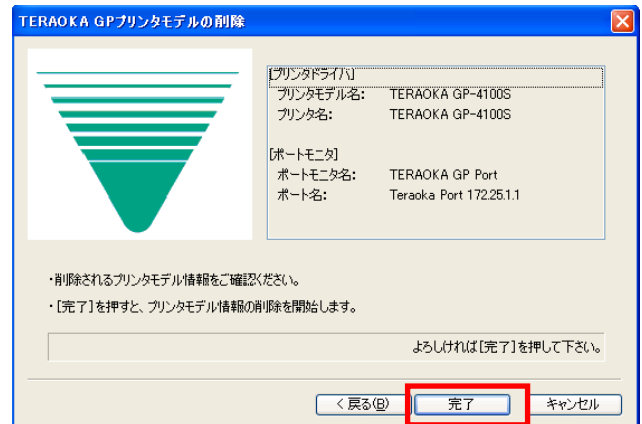 TERAOKA GPプリンタモデルの削除
[プリンタドライバ]
プリンタモデル名: TERAOKA GP-4100S
プリンタ名: TERAOKA GP-4100S
[ポートモニタ]
ポートモニタ名: TERAOKA GP Port
ポート名: Teraoka Port 172.25.1.1
・削除されるプリンタモデル情報をご確認ください。
・[完了]を押すと、プリンタモデル情報の削除を開始します。
よろしければ[完了]を押して下さい。
< 戻る(B) 完了 キャンセル